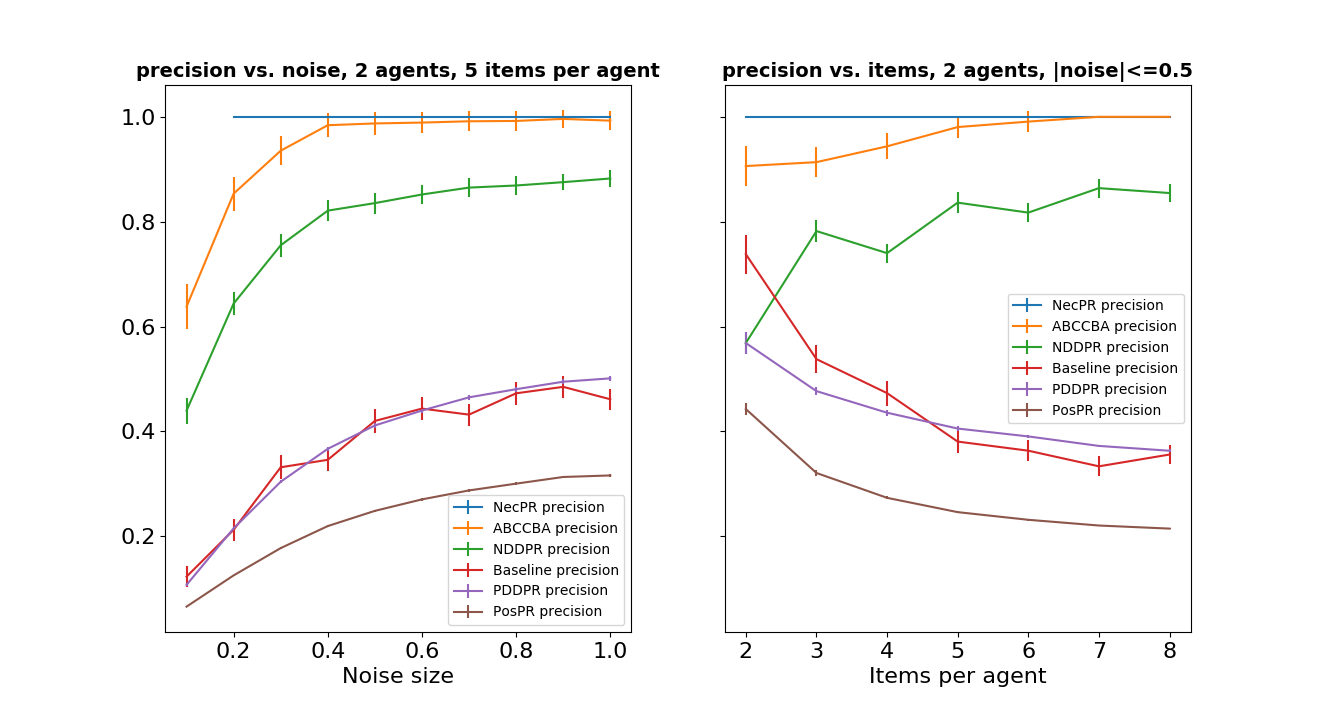 precision vs. noise, 2 agents, 5 items per agent
1.0
0.8
0.6
0.4
0.2
NecPR precision
ABCCBA precision
NDDPR precision
Baseline precision
PDDPR precision
PosPR precision
0.2 0.4 0.6 0.8 1.0
Noise size
precision vs. items, 2 agents, |noise|<=0.5
NecPR precision
ABCCBA precision
NDDPR precision
Baseline precision
PDDPR precision
PosPR precision
2 3 4 5 6 7 8
Items per agent